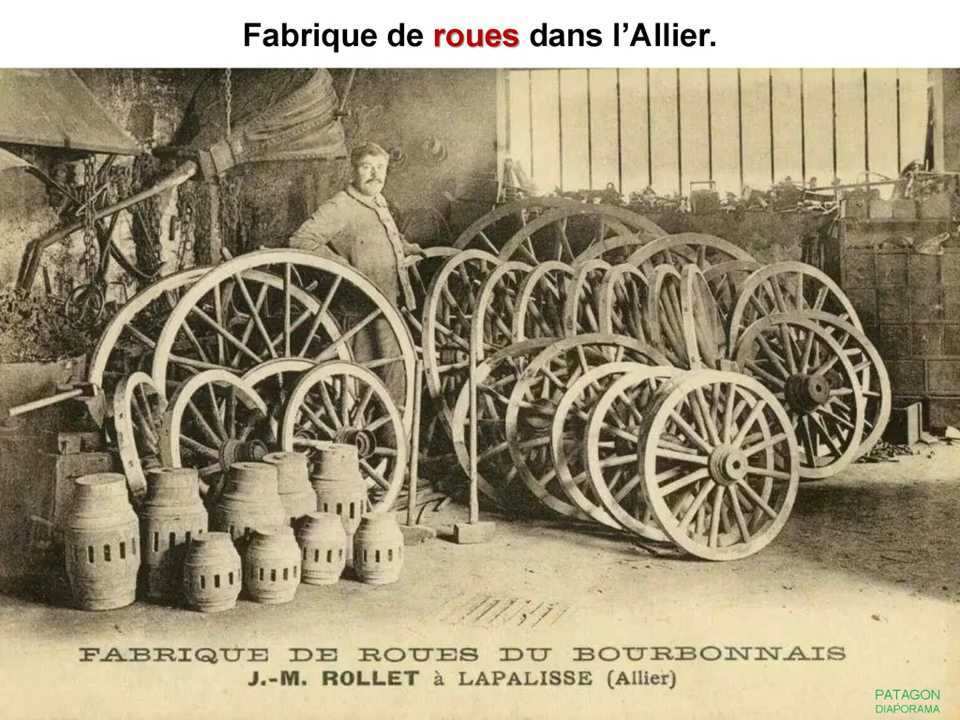 Fabrique de roues dans l’Allier.
FABRIQUE DE ROUES DU BOURBONNAIS
J.-M. ROLLET à LAPALISSE (Allier)
PATAGON
DIAPORAMA